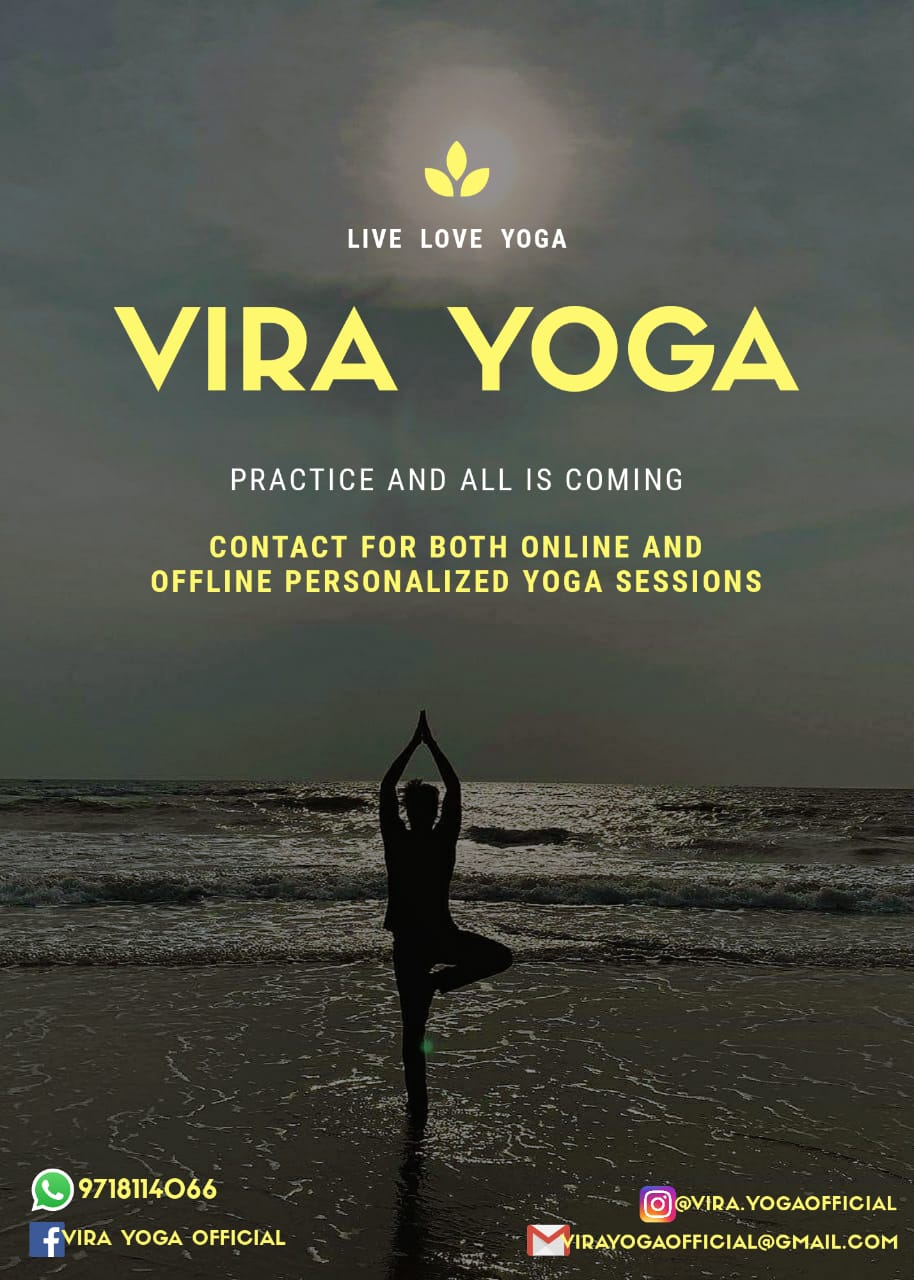 LIVE LOVE YOGA
VIRA YOGA
PRACTICE AND ALL IS COMING
CONTACT FOR BOTH ONLINE AND
OFFLINE PERSONALIZED YOGA SESSIONS
9718114066
VIRA YOGA OFFICIAL
@VIRA.YOGAOFFICIAL
VIRAYOGAOFFICIAL@GMAIL.COM